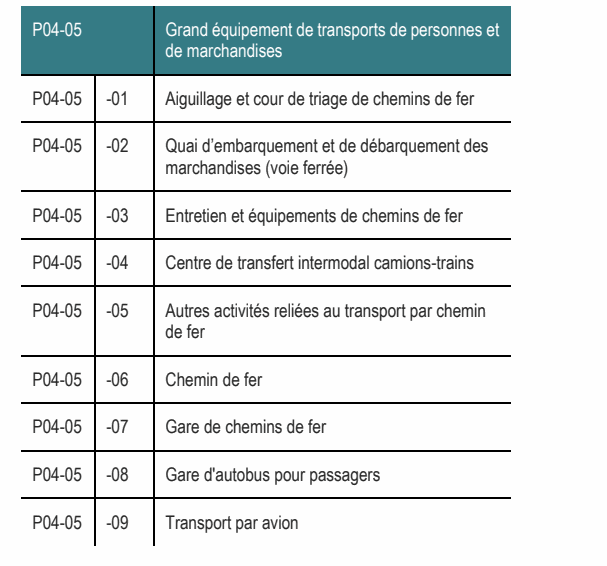 P04-05 Grand équipement de transports de personnes et
de marchandises
P04-05 -01 Aiguillage et cour de triage de chemins de fer
P04-05 -02 Quai d’embarquement et de débarquement des
marchandises (voie ferrée)
P04-05 -03 Entretien et équipements de chemins de fer
P04-05 -04 Centre de transfert intermodal camions-trains
P04-05 -05 Autres activités reliées au transport par chemin
de fer
P04-05 -06 Chemin de fer
P04-05 -07 Gare de chemins de fer
P04-05 -08 Gare d'autobus pour passagers
P04-05 -09 Transport par avion